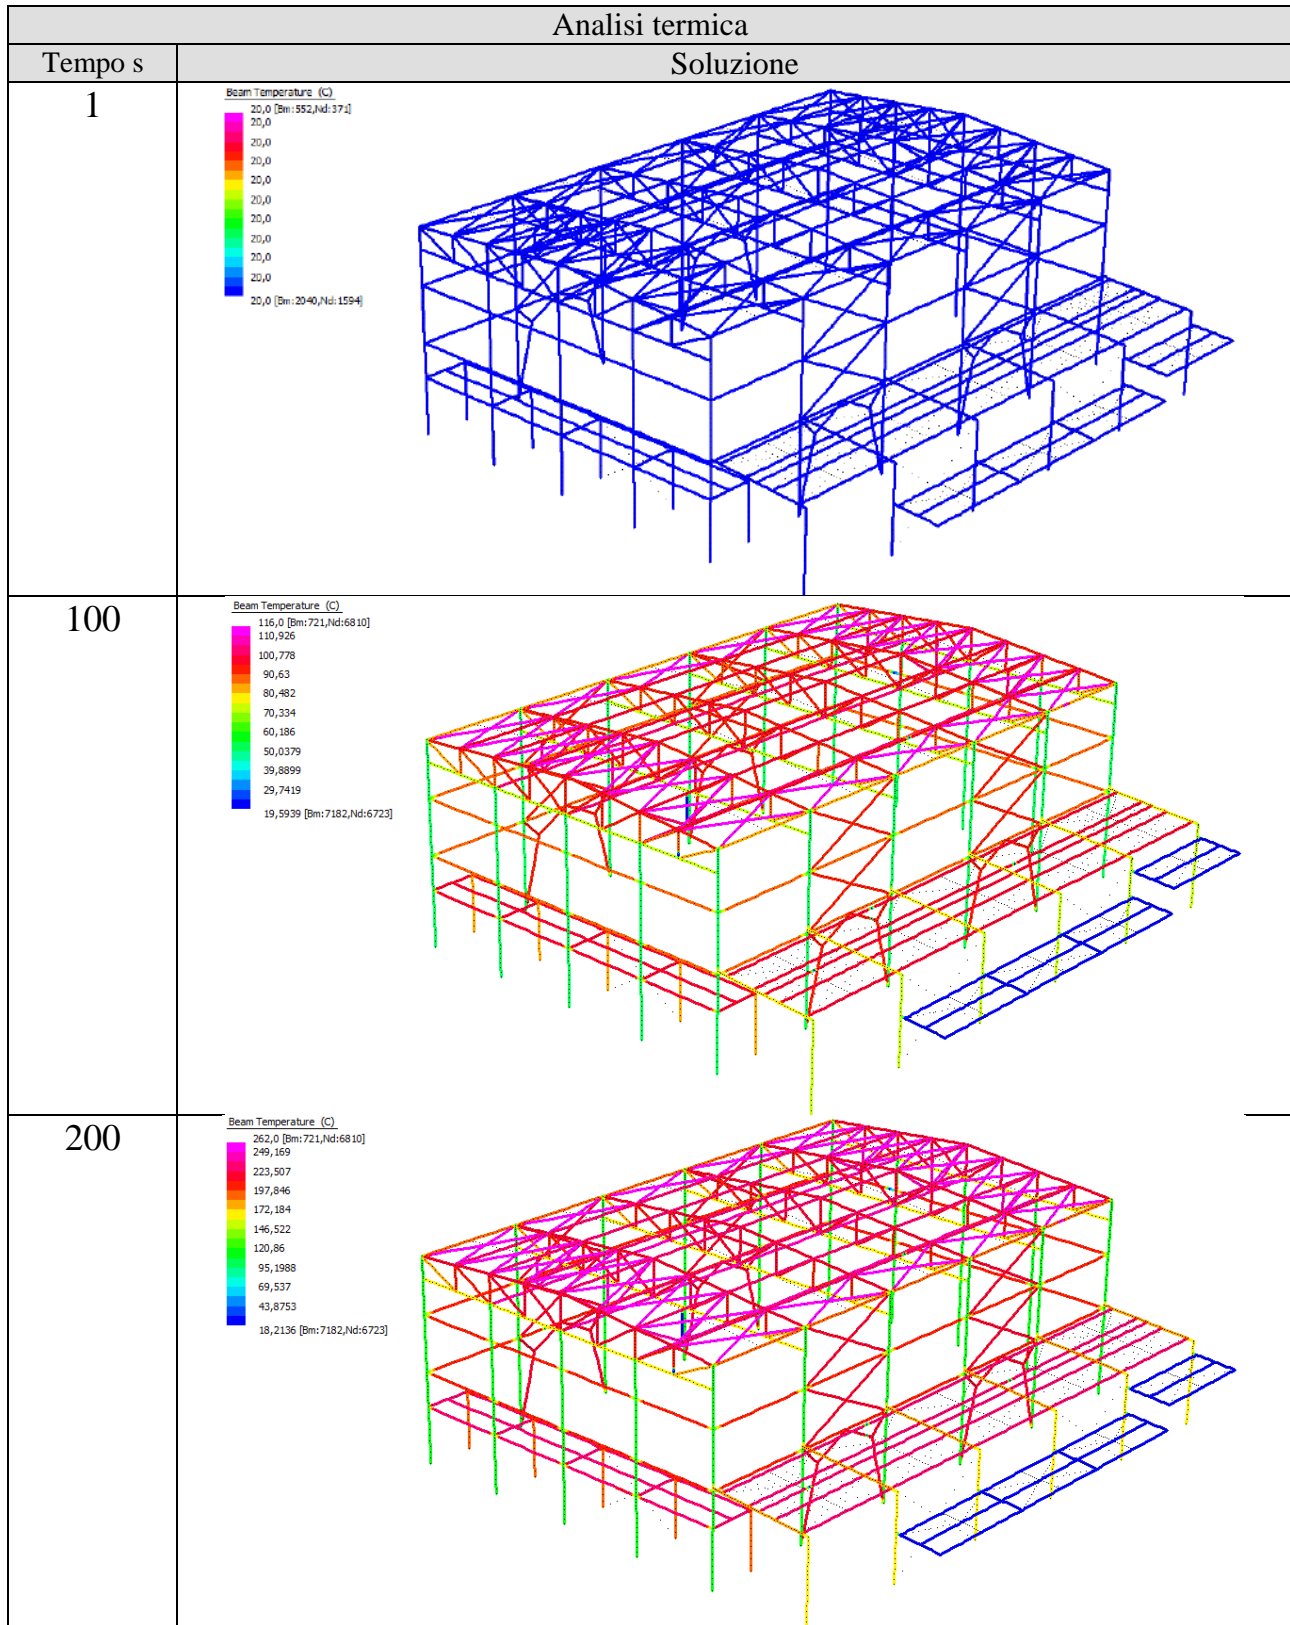 Analisi termica
Tempo s
Soluzione
1
Beam Temperature (C)
20,0 [Bm:552,Nd:371]
20,0
20,0
20,0
20,0
20,0
20,0
20,0
20,0
20,0
20,0 [Bm:2040,Nd:1594]
100
Beam Temperature (C)
116,0 [Bm:721,Nd:6810]
110,926
100,778
90,63
80,482
70,334
60,186
50,0379
39,8899
29,7419
19,5939 [Bm:7182,Nd:6723]
200
Beam Temperature (C)
262,0 [Bm:721,Nd:6810]
249,169
223,507
197,846
172,184
146,522
120,86
95,1988
69,537
43,8753
18,2136 [Bm:7182,Nd:6723]